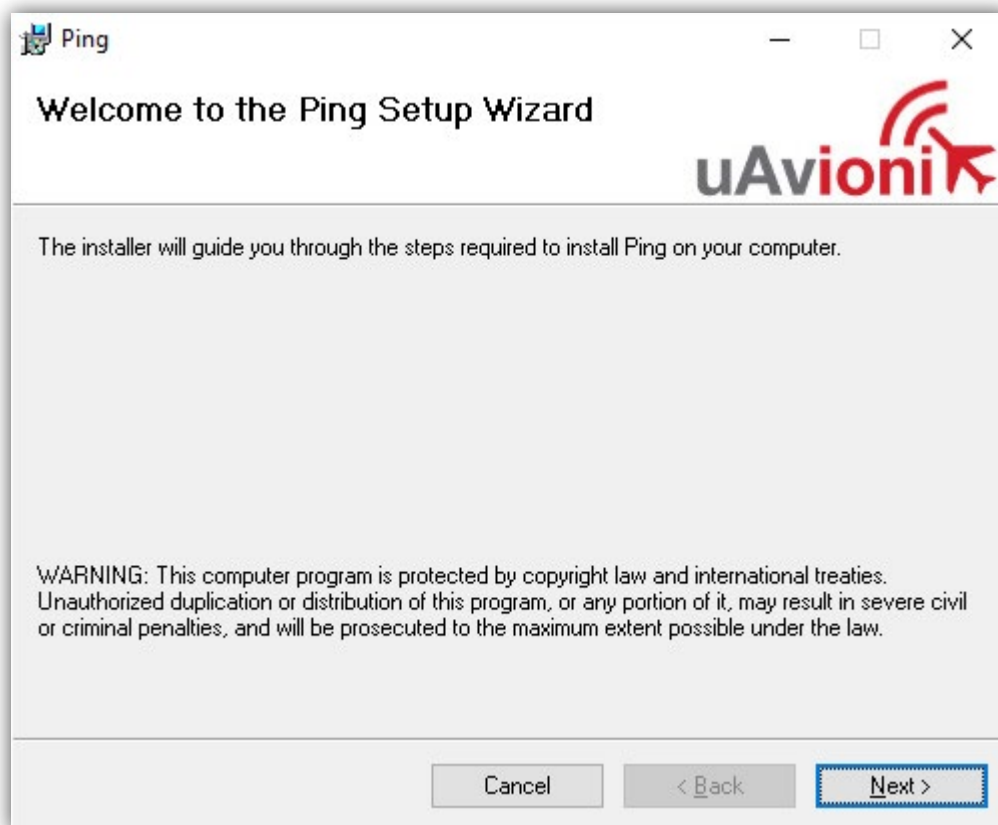 Ping
Welcome to the Ping Setup Wizard
uAvioni
The installer will guide you through the steps required to install Ping on your computer.
WARNING: This computer program is protected by copyright law and international treaties.
Unauthorized duplication or distribution of this program, or any portion of it, may result in severe civil
or criminal penalties, and will be prosecuted to the maximum extent possible under the law.
Cancel
< Back
Next >